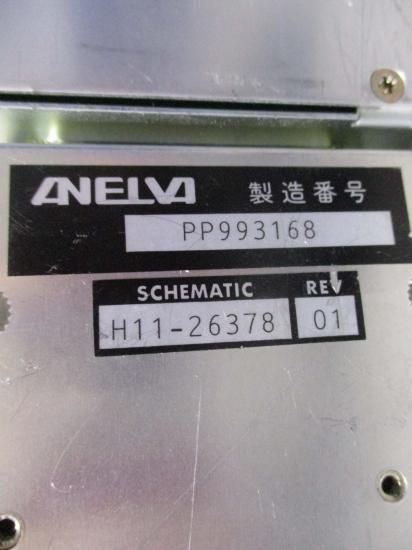 ANELVA 製造番号
PP993168
SCHEMATIC REV
H11-26378 01